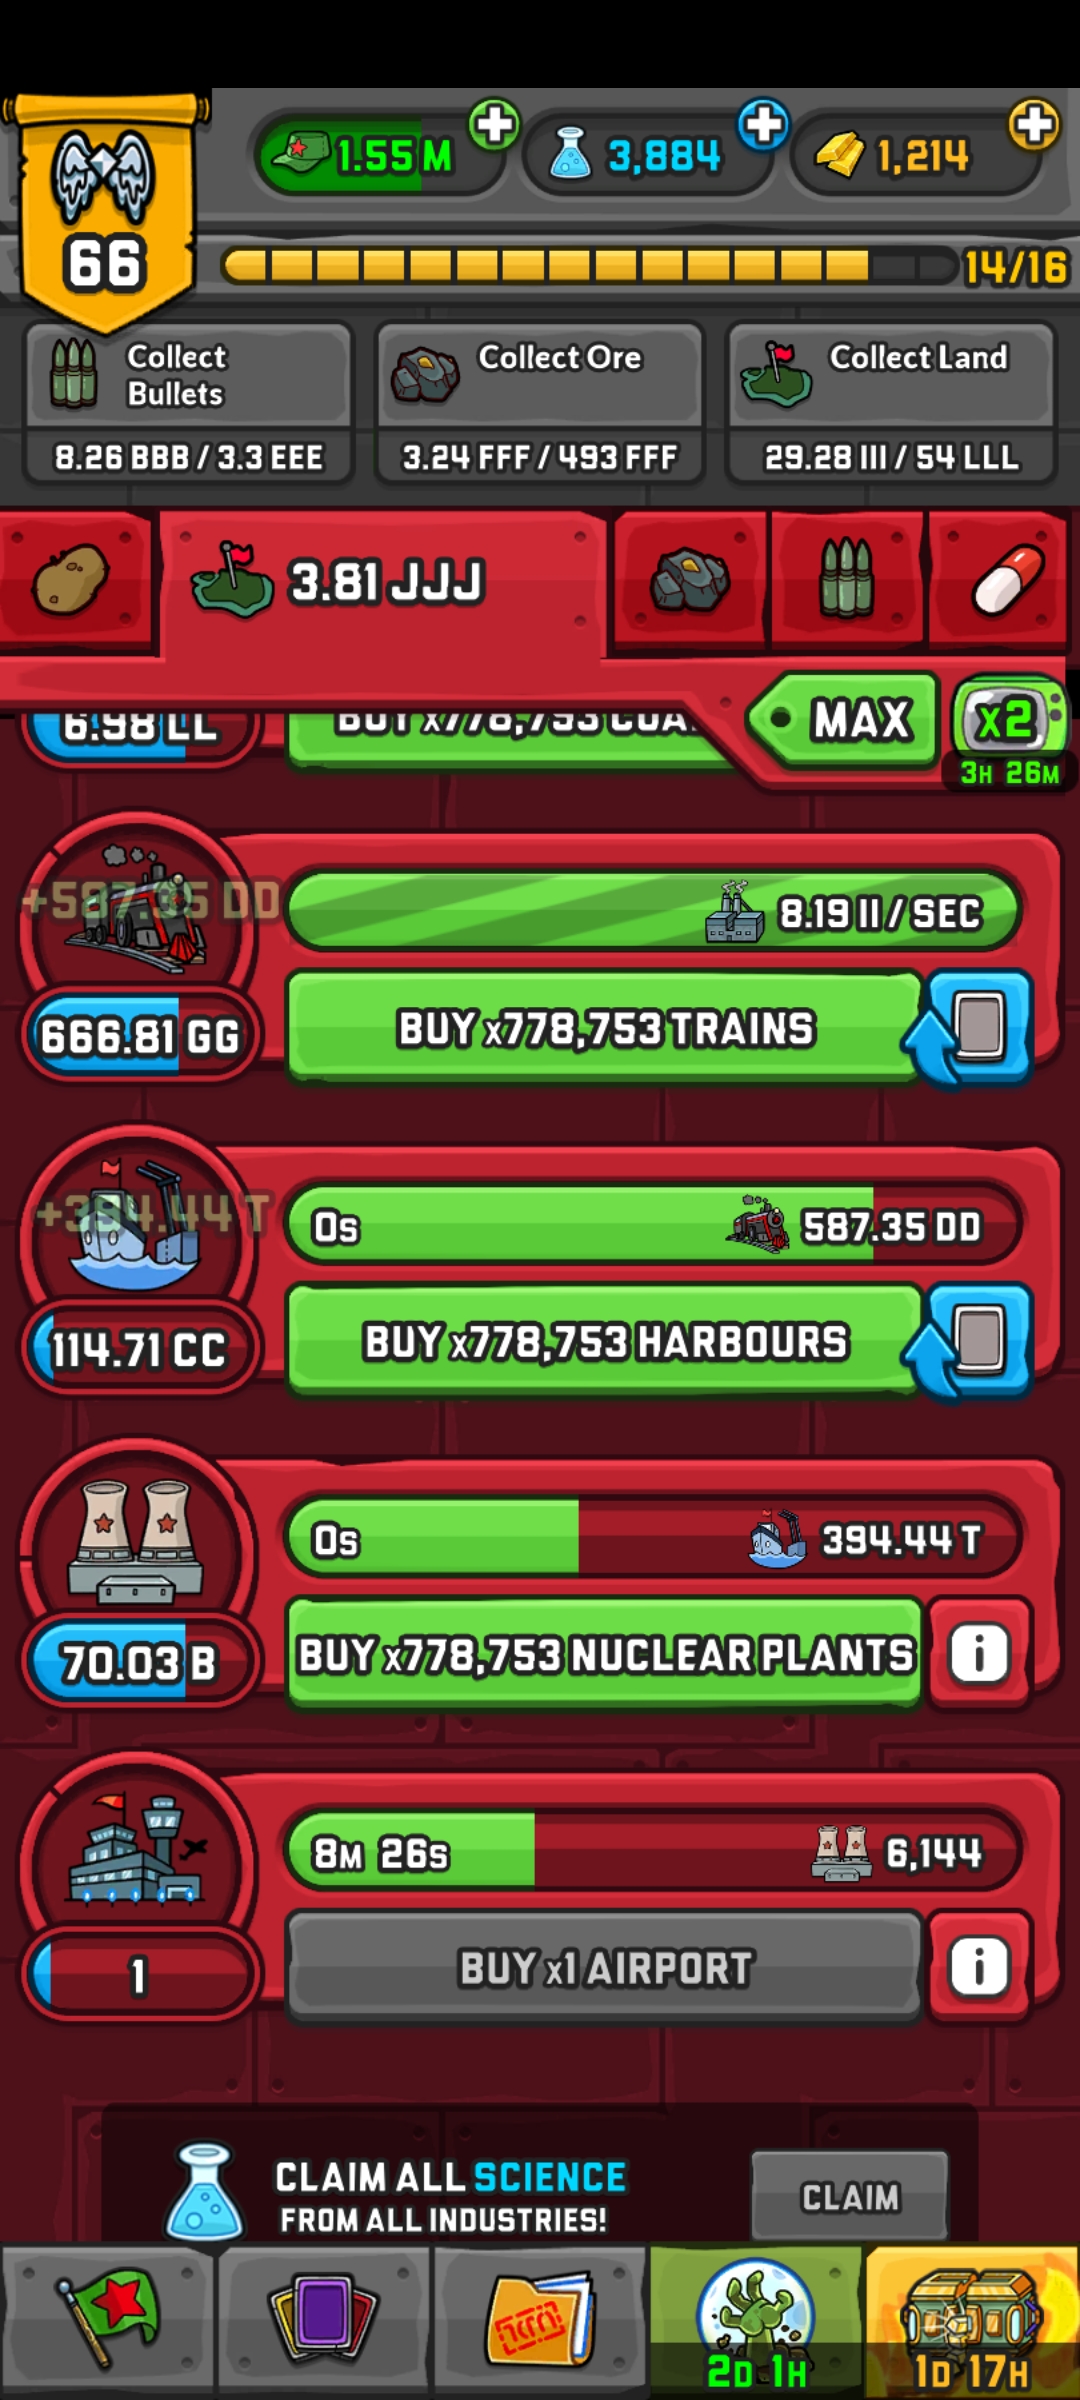 1.55 M
3,884
1,214
66
14/16
Collect
Bullets
8.26 BBB / 3.3 EEE
Collect Ore
3.24 FFF / 493 FFF
Collect Land
29.28 III / 54 LLL
3.81 JJJ
MAX
x2
3H 26M
6.98 LL
BUY x778,793 COA
+587.35 DD
8.19 II / SEC
666.81 GG
BUY x778,753 TRAINS
+394.44 T
0s
587.35 DD
114.71 CC
BUY x778,753 HARBOURS
0s
394.44 T
70.03 B
BUY x778,753 NUCLEAR PLANTS
i
8M 26s
6,144
1
BUY x1 AIRPORT
i
CLAIM ALL SCIENCE
FROM ALL INDUSTRIES!
CLAIM
2D 1H
1D 17H